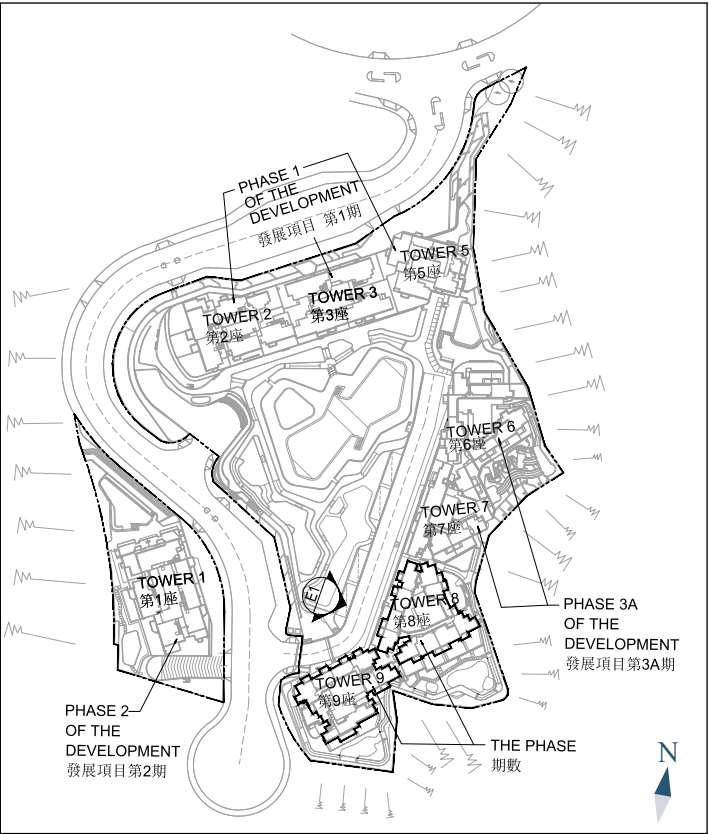 PHASE 1
OF THE
DEVELOPMENT
發展項目 第1期
TOWER 5
第5座
TOWER 3
第3座
TOWER 2
第2座
TOWER 6
第6座
TOWER 7
第7座
TOWER 1
第1座
E1
TOWER 8
第8座
PHASE 3A
OF THE
DEVELOPMENT
發展項目第3A期
TOWER 9
第9座
PHASE 2
OF THE
DEVELOPMENT
發展項目第2期
THE PHASE
期數
N